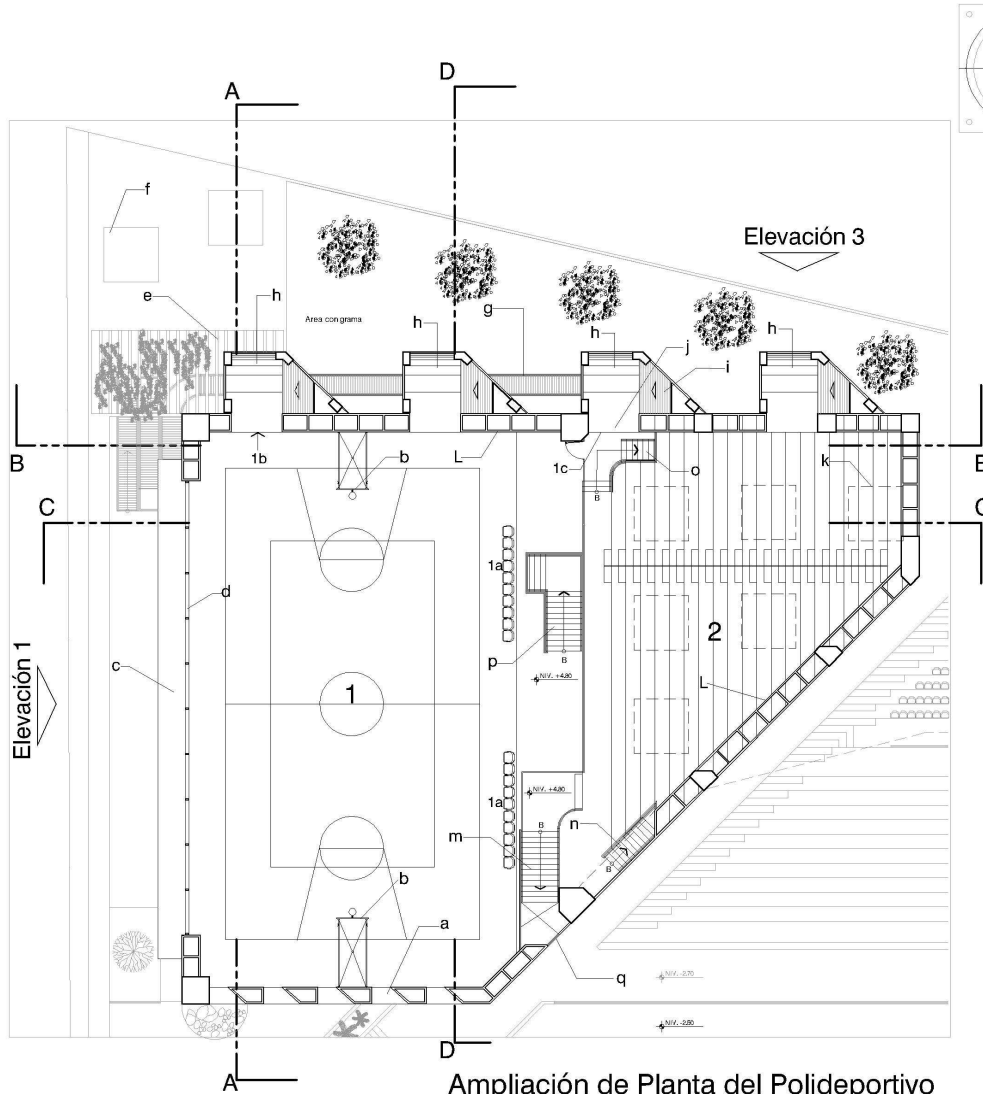 D
A
f
Elevación 3
e
h
Area con grama
h
g
h
j
i
h
B
1b
L
b
1c
o
k
B
C
1a
d
p
B
2
c
Elevación 1
1
NIV. +4.80
L
1a
NIV. +4.80
B
m
n
B
b
a
q
NIV. -2.70
NIV. -2.80
D
A
Ampliación de Planta del Polideportivo